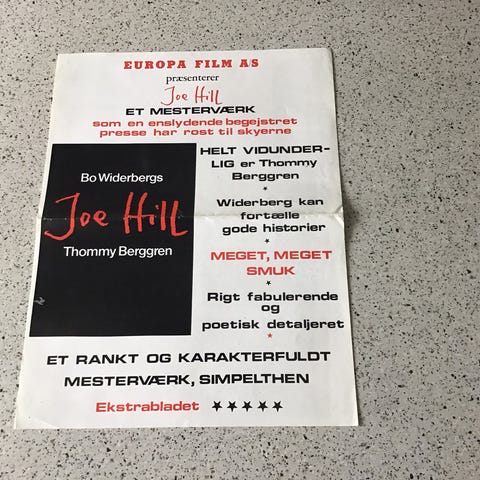 EUROPA FILM A/S
præsenterer
Joe Hill
ET MESTERVÆRK
som en enslydende begejstret
presse har rost til skyerne
Bo Widerbergs
Joe Hill
Thommy Berggren
HELT VIDUNDER-
LIG er Thommy
Berggren
Widerberg kan
fortælle
gode historier
MEGET, MEGET
SMUK
Rigt fabulerende
og
poetisk detaljeret
ET RANKT OG KARAKTERFULDT
MESTERVÆRK, SIMPELTHEN
Ekstrabladet ★★★★★